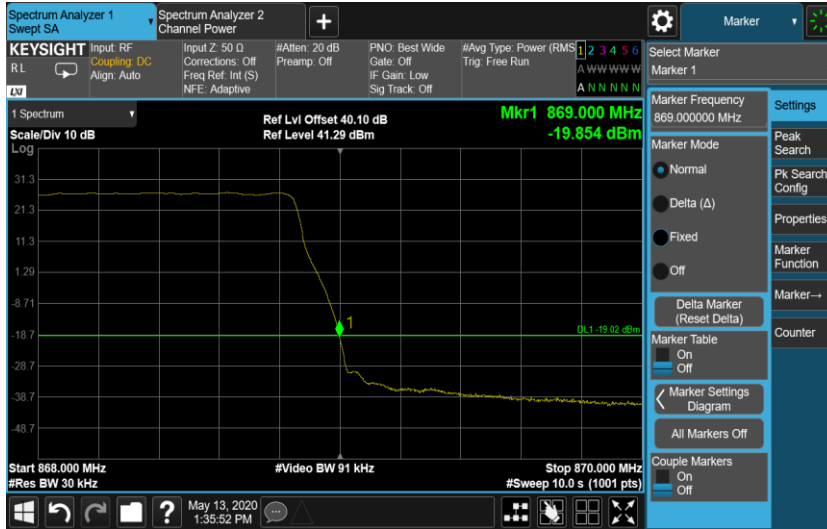 Spectrum Analyzer 1
Swept SA
Spectrum Analyzer 2
Channel Power
Marker
KEYSIGHT
RL
LXI
Input: RF
Coupling: DC
Align: Auto
Input Z: 50 Ω
Corrections: Off
Freq Ref: Int (S)
NFE: Adaptive
#Atten: 20 dB
Preamp: Off
PNO: Best Wide
Gate: Off
IF Gain: Low
Sig Track: Off
#Avg Type: Power (RMS
Trig: Free Run
1 2 3 4 5 6
A W W W W W
A N N N N N
Select Marker
Marker 1
1 Spectrum
Scale/Div 10 dB
Log
Ref Lvl Offset 40.10 dB
Ref Level 41.29 dBm
Mkr1 869.000 MHz
-19.854 dBm
31.3
21.3
11.3
1.29
-8.71
-18.7
-28.7
-38.7
-48.7
1
DL1 -19.02 dBm
Start 868.000 MHz
#Res BW 30 kHz
#Video BW 91 kHz
Stop 870.000 MHz
#Sweep 10.0 s (1001 pts)
Marker Frequency
869.000000 MHz
Marker Mode
Normal
Delta (Δ)
Fixed
Off
Delta Marker
(Reset Delta)
Marker Table
On
Off
Marker Settings
Diagram
All Markers Off
Couple Markers
On
Off
Settings
Peak
Search
Pk Search
Config
Properties
Marker
Function
Marker→
Counter
?
May 13, 2020
1:35:52 PM